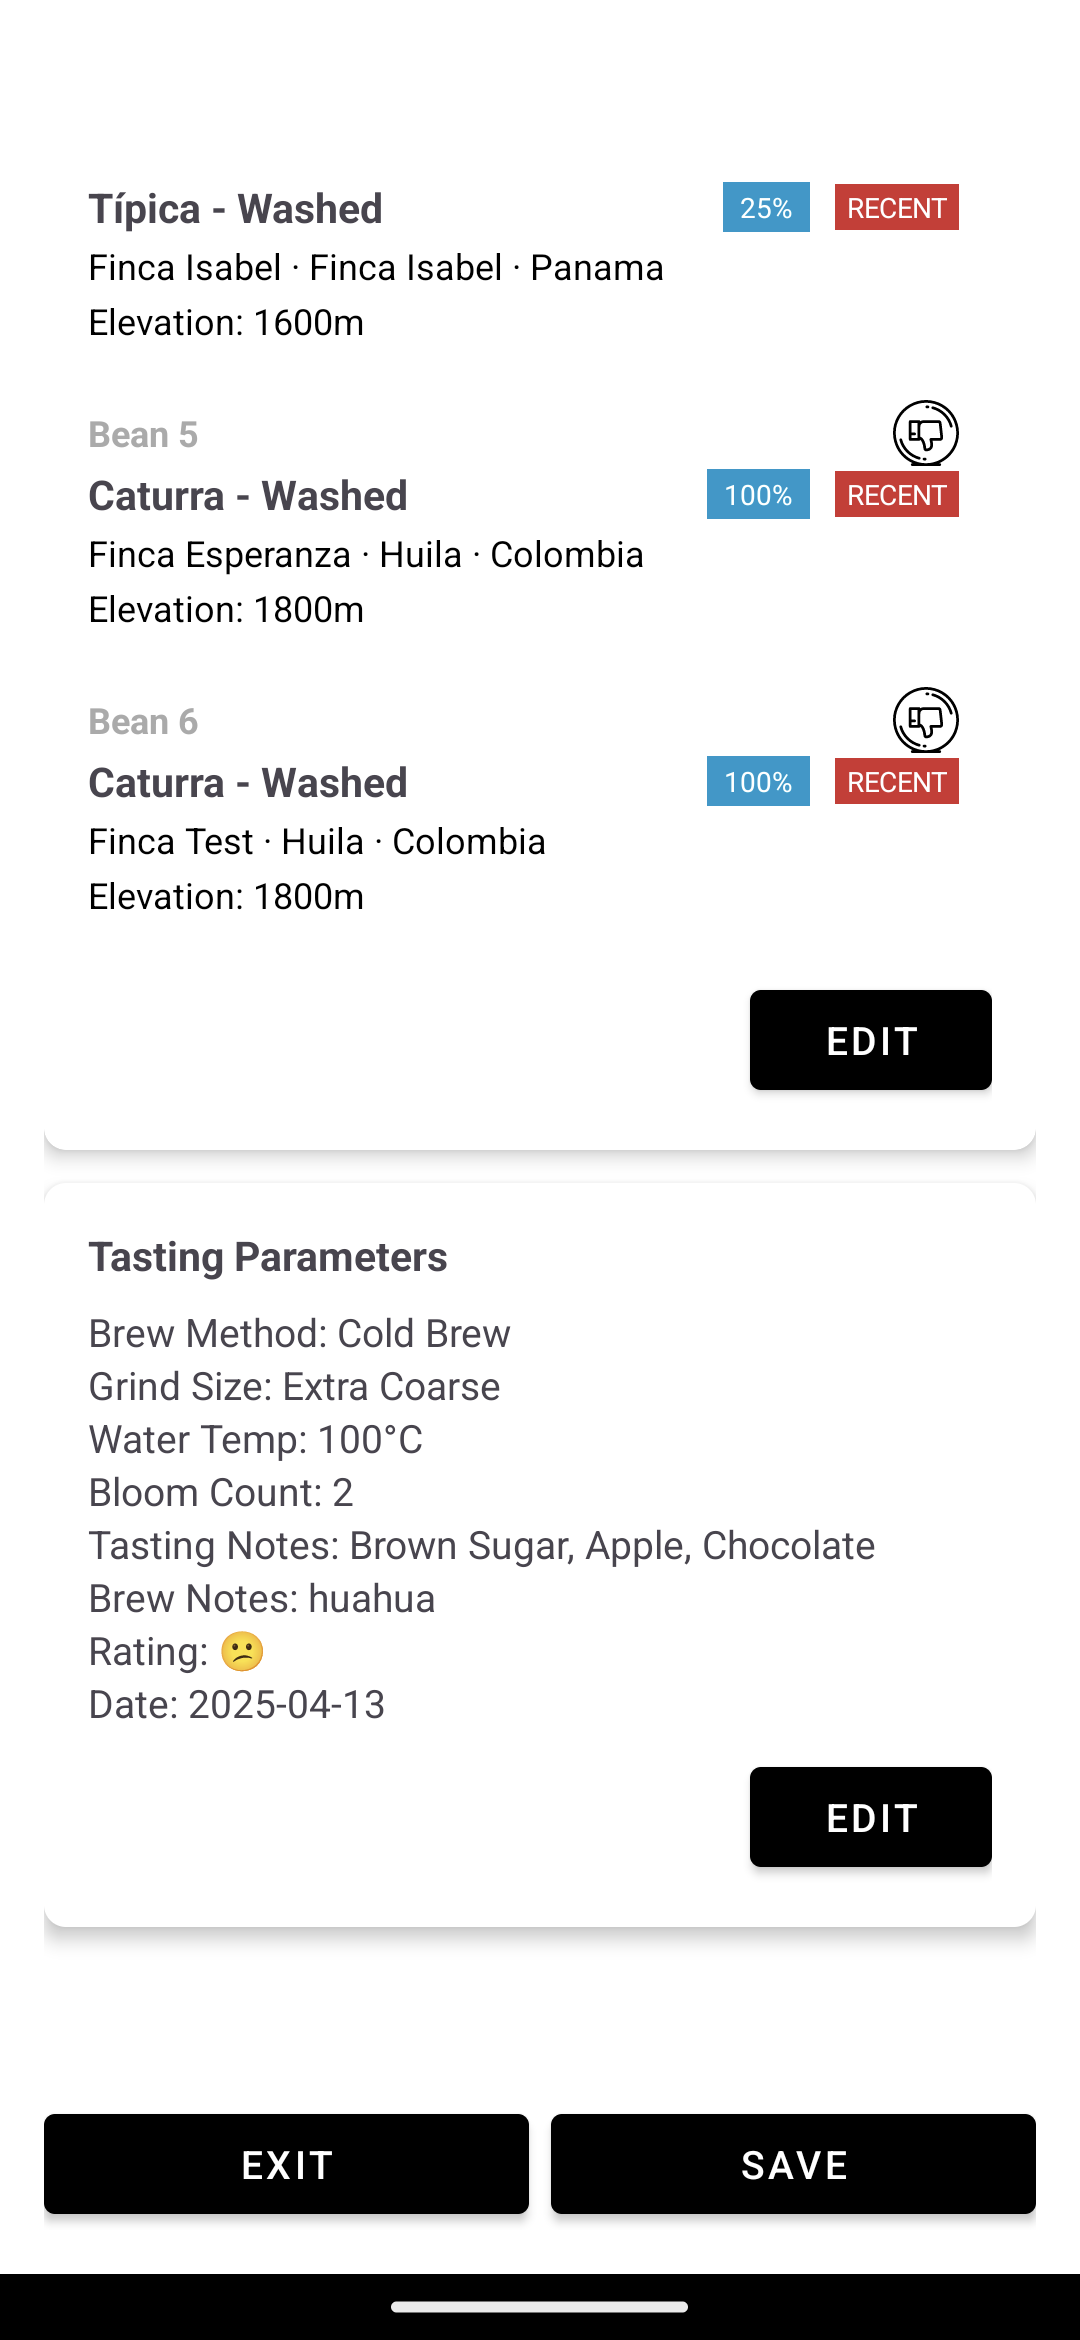 Típica - Washed 25% RECENT
Finca Isabel · Finca Isabel · Panama
Elevation: 1600m
Bean 5
Caturra - Washed 100% RECENT
Finca Esperanza · Huila · Colombia
Elevation: 1800m
Bean 6
Caturra - Washed 100% RECENT
Finca Test · Huila · Colombia
Elevation: 1800m
EDIT
Tasting Parameters
Brew Method: Cold Brew
Grind Size: Extra Coarse
Water Temp: 100°C
Bloom Count: 2
Tasting Notes: Brown Sugar, Apple, Chocolate
Brew Notes: huahua
Rating: 😕
Date: 2025-04-13
EDIT
EXIT SAVE